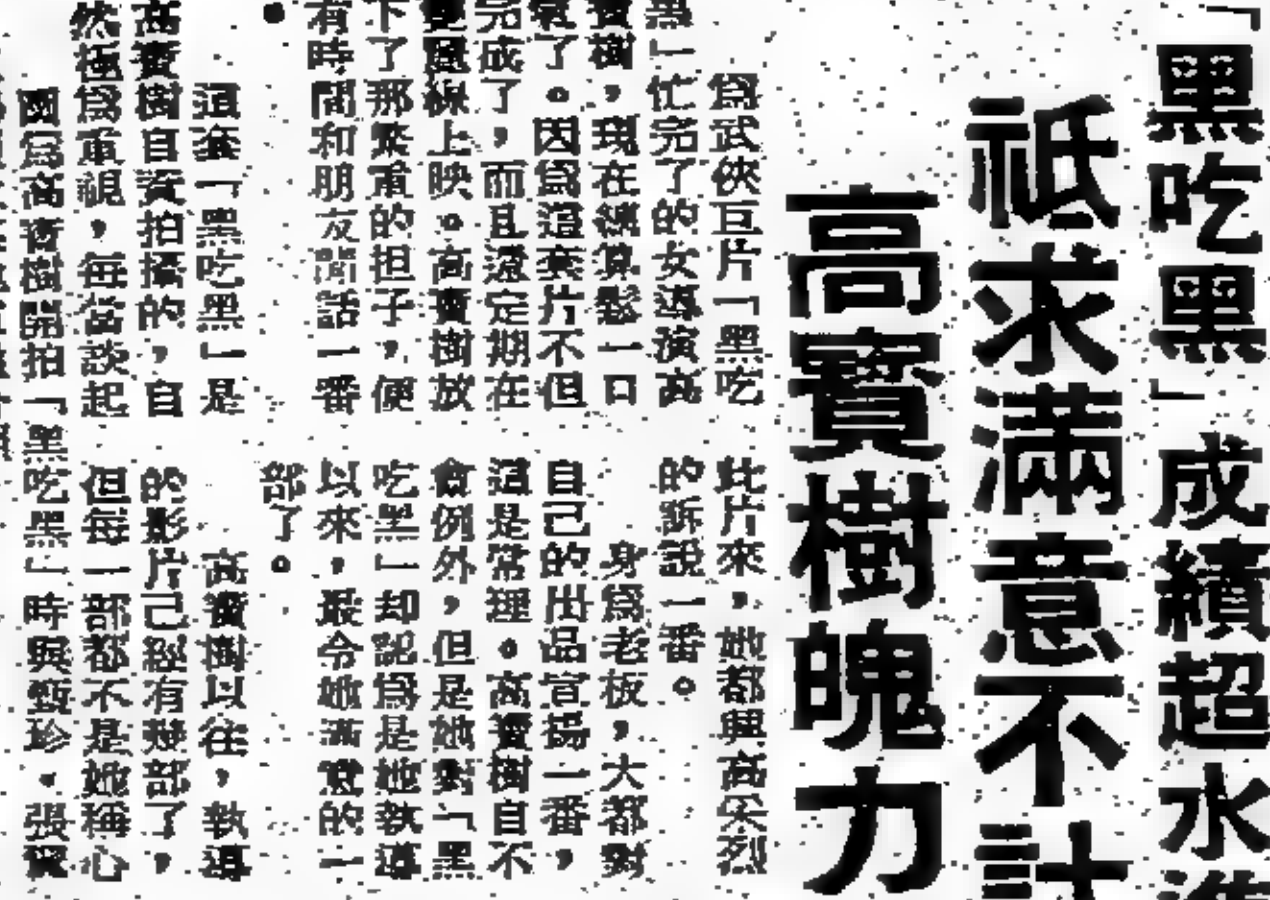 「黑吃黑」成績超水
祇求滿意不計
高寶樹魄力
爲武俠巨片「黑吃
黑」忙完了的女導演高
寶樹,現在總算鬆一口
氣了。因爲這套片不但
完成了,而且還定期在
線上映。高寶樹放
下了那繁重的担子,便
有時間和朋友閒話一番
。
這套「黑吃黑」是
高寶樹自資拍攝的,自
然極爲重視,每當談起
此片來,她都興高采烈
的訴說一番。
身爲老板,大都對
自己的出品宣揚一番,
這是常理。高寶樹自不
會例外,但是她對「黑
吃黑」却認爲是她執導
以來,最令她滿意的一
部了。
高寶樹以往,執導
的影片己經有幾部了,
但每一部都不是她稱心
因爲高寶樹開拍「黑吃黑」時與甄珍。張翼